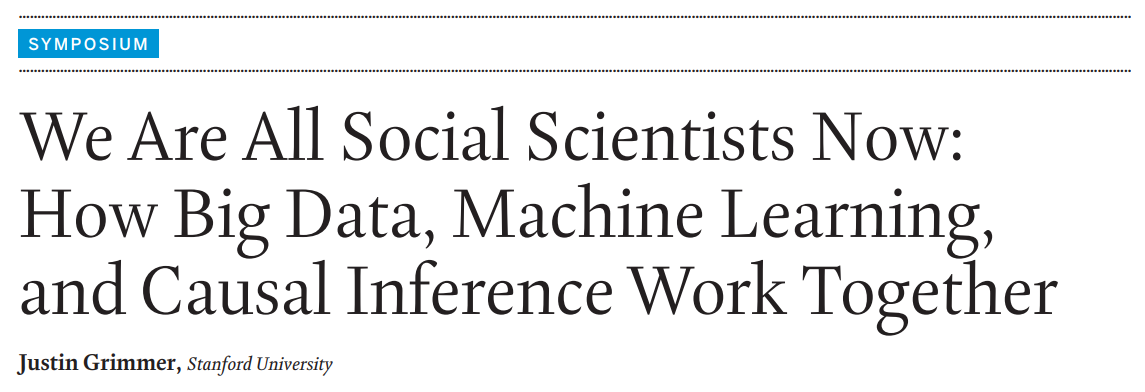 SYMPOSIUM
We Are All Social Scientists Now:
How Big Data, Machine Learning,
and Causal Inference Work Together
Justin Grimmer, Stanford University